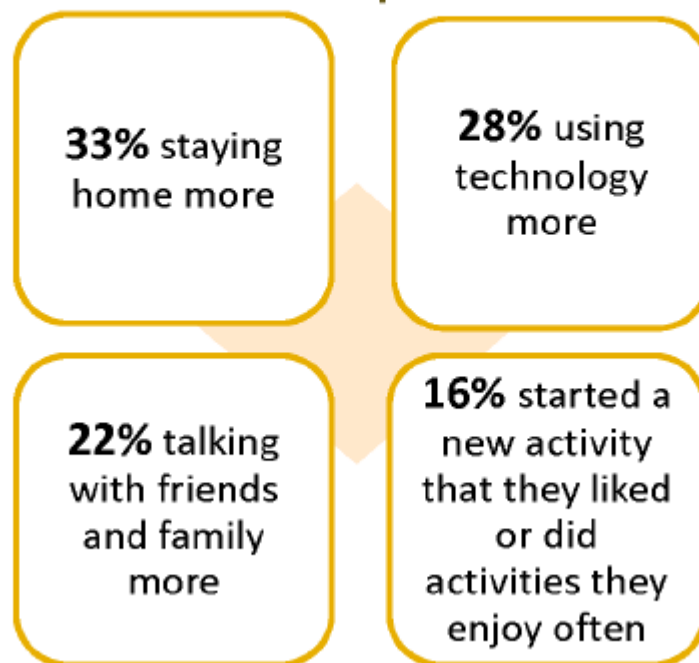 33% staying
home more
28% using
technology
more
22% talking
with friends
and family
more
16% started a
new activity
that they liked
or did
activities they
enjoy often